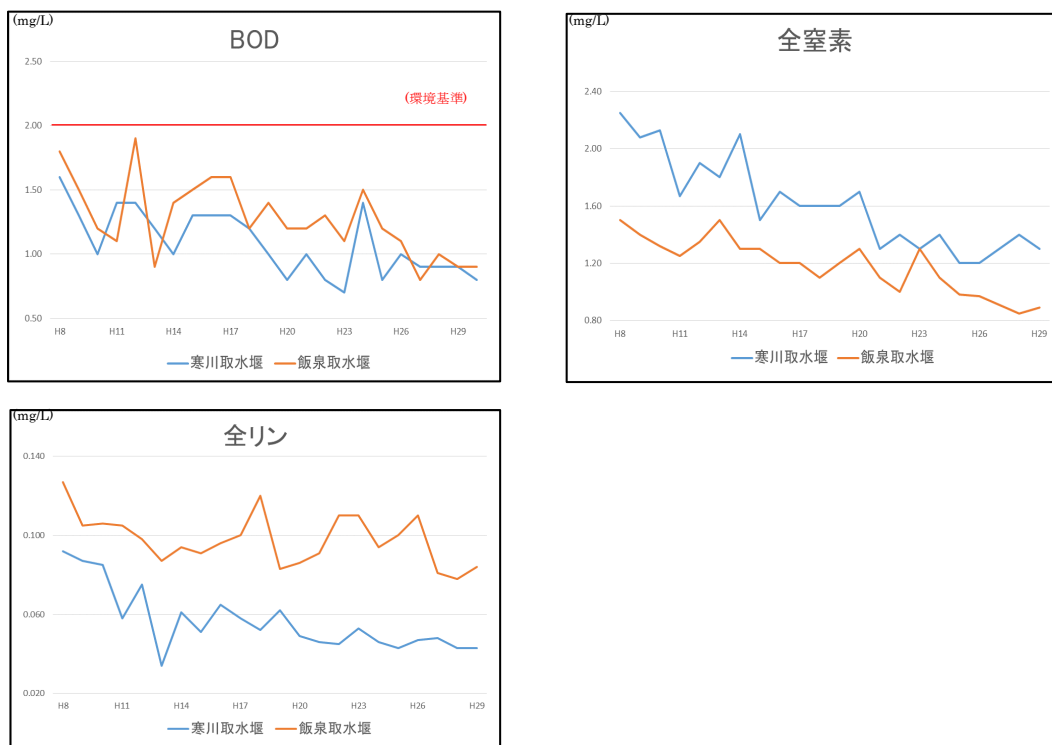 (mg/L)
BOD
2.50
(環境基準)
2.00
1.50
1.00
0.50
H8 H11 H14 H17 H20 H23 H26 H29
寒川取水堰 飯泉取水堰
(mg/L)
全窒素
2.40
2.00
1.60
1.20
0.80
H8 H11 H14 H17 H20 H23 H26 H29
寒川取水堰 飯泉取水堰
(mg/L)
全リン
0.140
0.100
0.060
0.020
H8 H11 H14 H17 H20 H23 H26 H29
寒川取水堰 飯泉取水堰